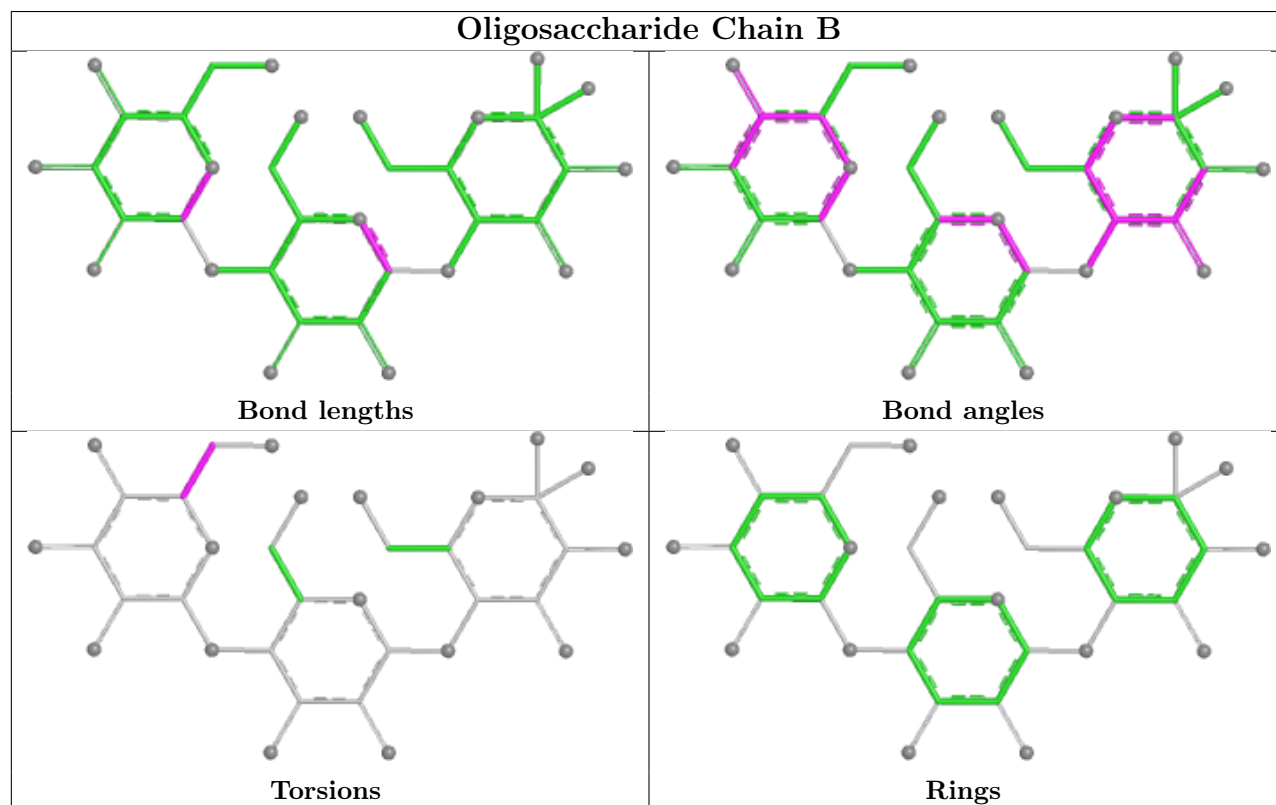 Oligosaccharide Chain B
Bond lengths
Bond angles
Torsions
Rings